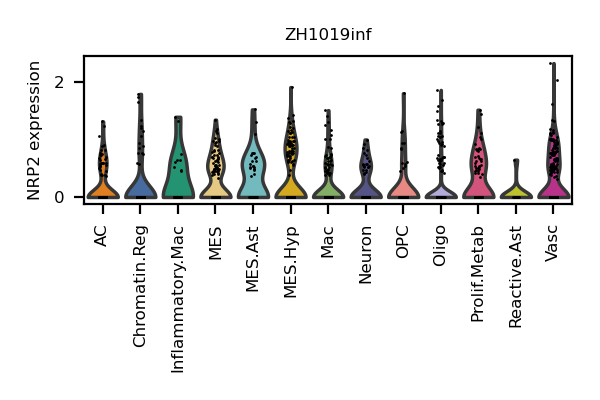 ZH1019inf
NRP2 expression
2
0
AC
Chromatin.Reg
Inflammatory.Mac
MES
MES.Ast
MES.Hyp
Mac
Neuron
OPC
Oligo
Prolif.Metab
Reactive.Ast
Vasc